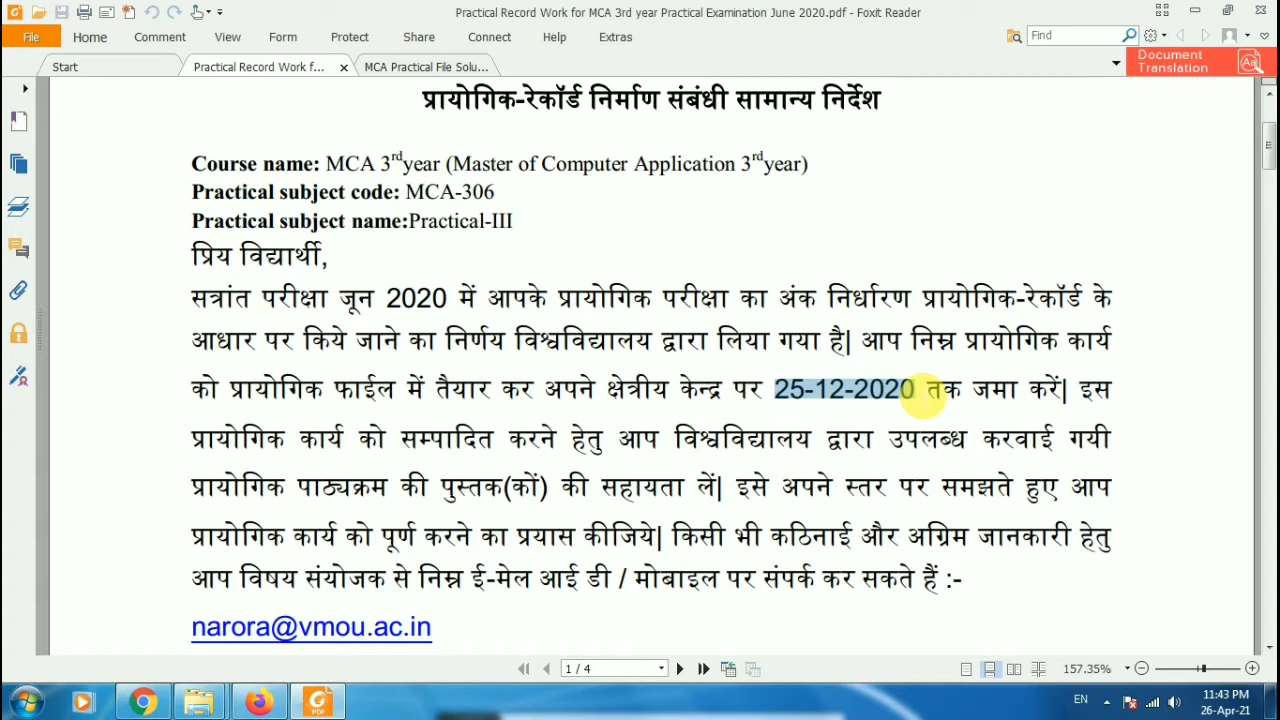 Practical Record Work for MCA 3rd year Practical Examination June 2020.pdf - Foxit Reader
File Home Comment View Form Protect Share Connect Help Extras Find
Start Practical Record Work for f... MCA Practical File Solu...
Document
Translation
प्रायोगिक-रेकॉर्ड निर्माण संबंधी सामान्य निर्देश
Course name: MCA 3rdyear (Master of Computer Application 3rdyear)
Practical subject code: MCA-306
Practical subject name:Practical-III
प्रिय विद्यार्थी,
सत्रांत परीक्षा जून 2020 में आपके प्रायोगिक परीक्षा का अंक निर्धारण प्रायोगिक-रेकॉर्ड के
आधार पर किये जाने का निर्णय विश्वविद्यालय द्वारा लिया गया है| आप निम्न प्रायोगिक कार्य
को प्रायोगिक फाईल में तैयार कर अपने क्षेत्रीय केन्द्र पर 25-12-2020 तक जमा करें| इस
प्रायोगिक कार्य को सम्पादित करने हेतु आप विश्वविद्यालय द्वारा उपलब्ध करवाई गयी
प्रायोगिक पाठ्यक्रम की पुस्तक(कों) की सहायता लें| इसे अपने स्तर पर समझते हुए आप
प्रायोगिक कार्य को पूर्ण करने का प्रयास कीजिये| किसी भी कठिनाई और अग्रिम जानकारी हेतु
आप विषय संयोजक से निम्न ई-मेल आई डी / मोबाइल पर संपर्क कर सकते हैं :-
narora@vmou.ac.in
1 / 4 157.35%
EN 11:43 PM
26-Apr-21